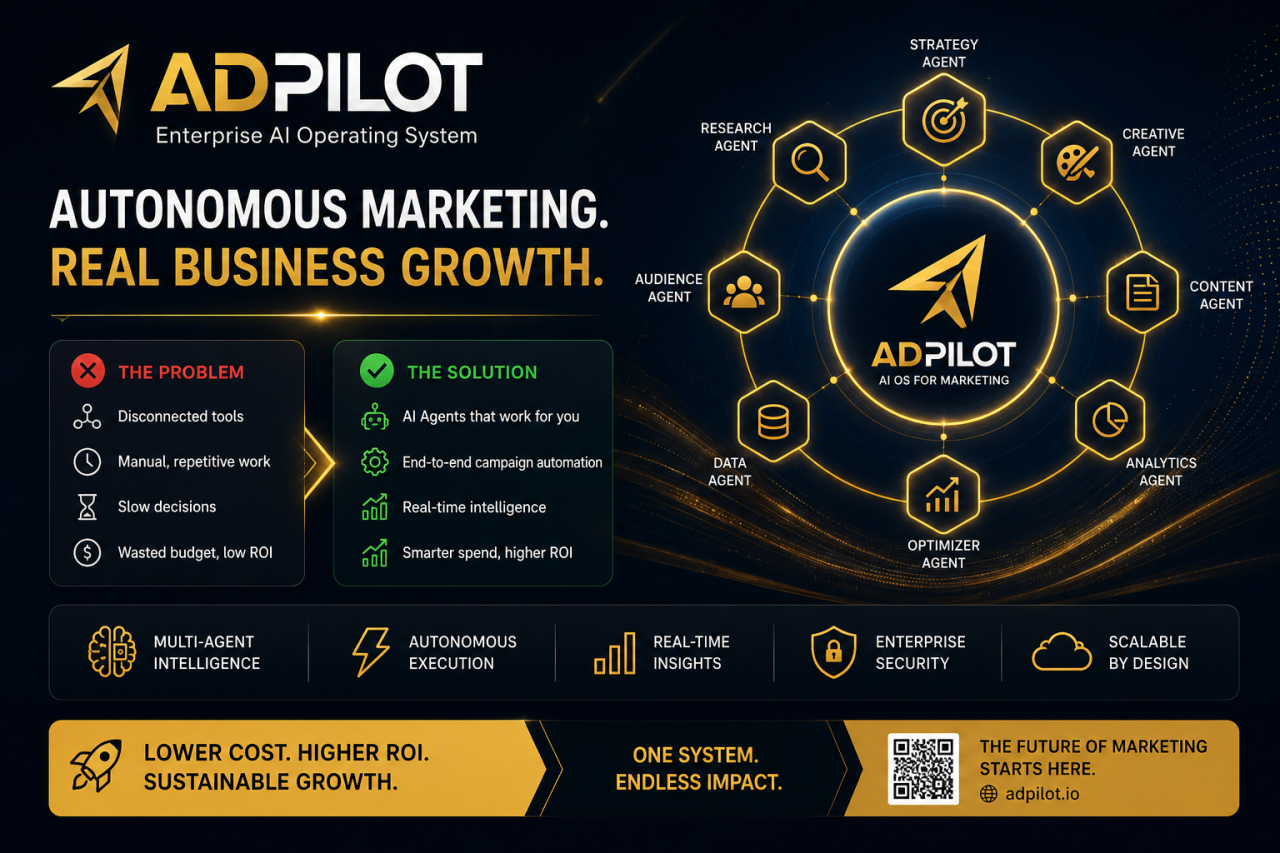 ADPILOT
Enterprise AI Operating System
AUTONOMOUS MARKETING.
REAL BUSINESS GROWTH.
THE PROBLEM
Disconnected tools
Manual, repetitive work
Slow decisions
Wasted budget, low ROI
THE SOLUTION
AI Agents that work for you
End-to-end campaign automation
Real-time intelligence
Smarter spend, higher ROI
STRATEGY
AGENT
RESEARCH
AGENT
CREATIVE
AGENT
AUDIENCE
AGENT
CONTENT
AGENT
ADPILOT
AI OS FOR MARKETING
DATA
AGENT
ANALYTICS
AGENT
OPTIMIZER
AGENT
MULTI-AGENT
INTELLIGENCE
AUTONOMOUS
EXECUTION
REAL-TIME
INSIGHTS
ENTERPRISE
SECURITY
SCALABLE
BY DESIGN
LOWER COST. HIGHER ROI.
SUSTAINABLE GROWTH.
ONE SYSTEM.
ENDLESS IMPACT.
THE FUTURE OF MARKETING
STARTS HERE.
adpilot.io